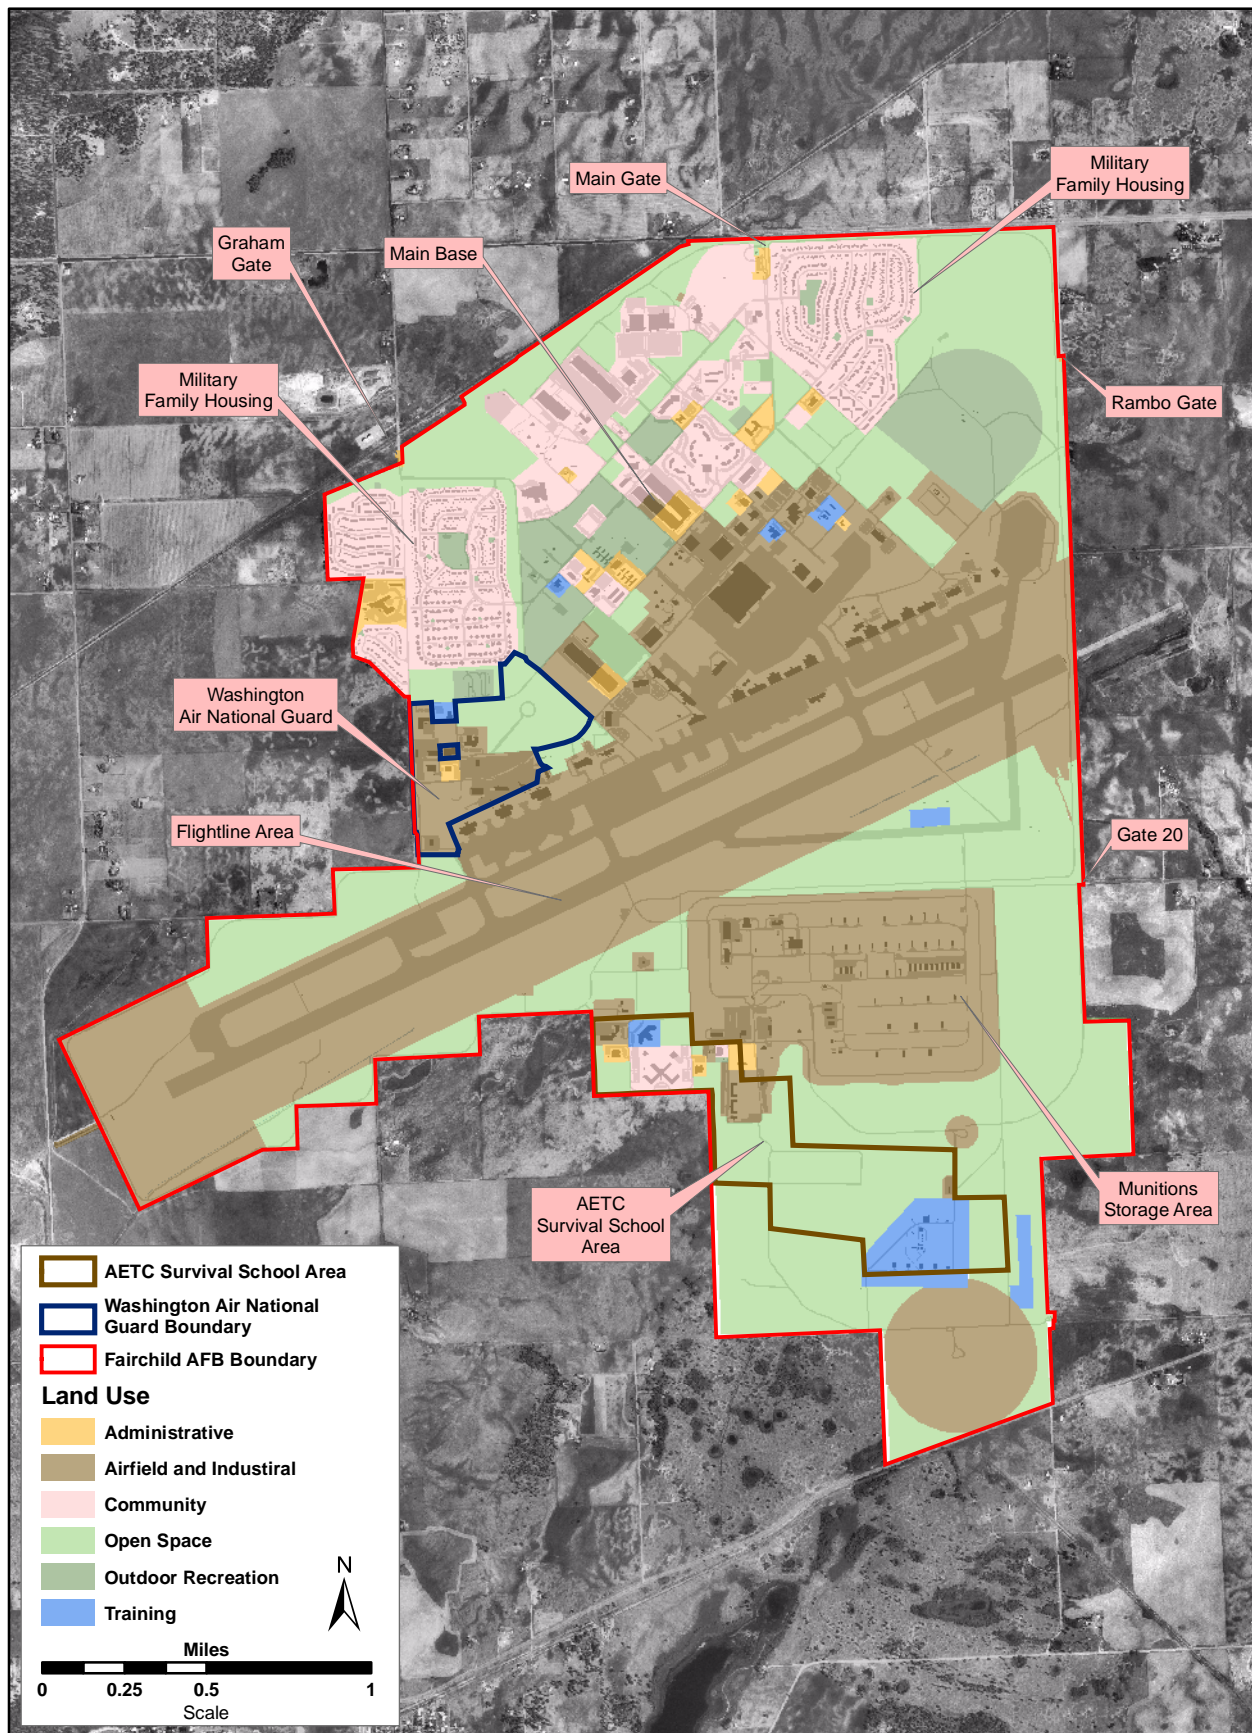 Main Gate
Military
Family Housing
Graham
Gate
Main Base
Military
Family Housing
Rambo Gate
Washington
Air National Guard
Flightline Area
Gate 20
AETC
Survival School
Area
Munitions
Storage Area
AETC Survival School Area
Washington Air National
Guard Boundary
Fairchild AFB Boundary
Land Use
Administrative
Airfield and Industiral
Community
Open Space
Outdoor Recreation
Training
N
Miles
0 0.25 0.5 1
Scale